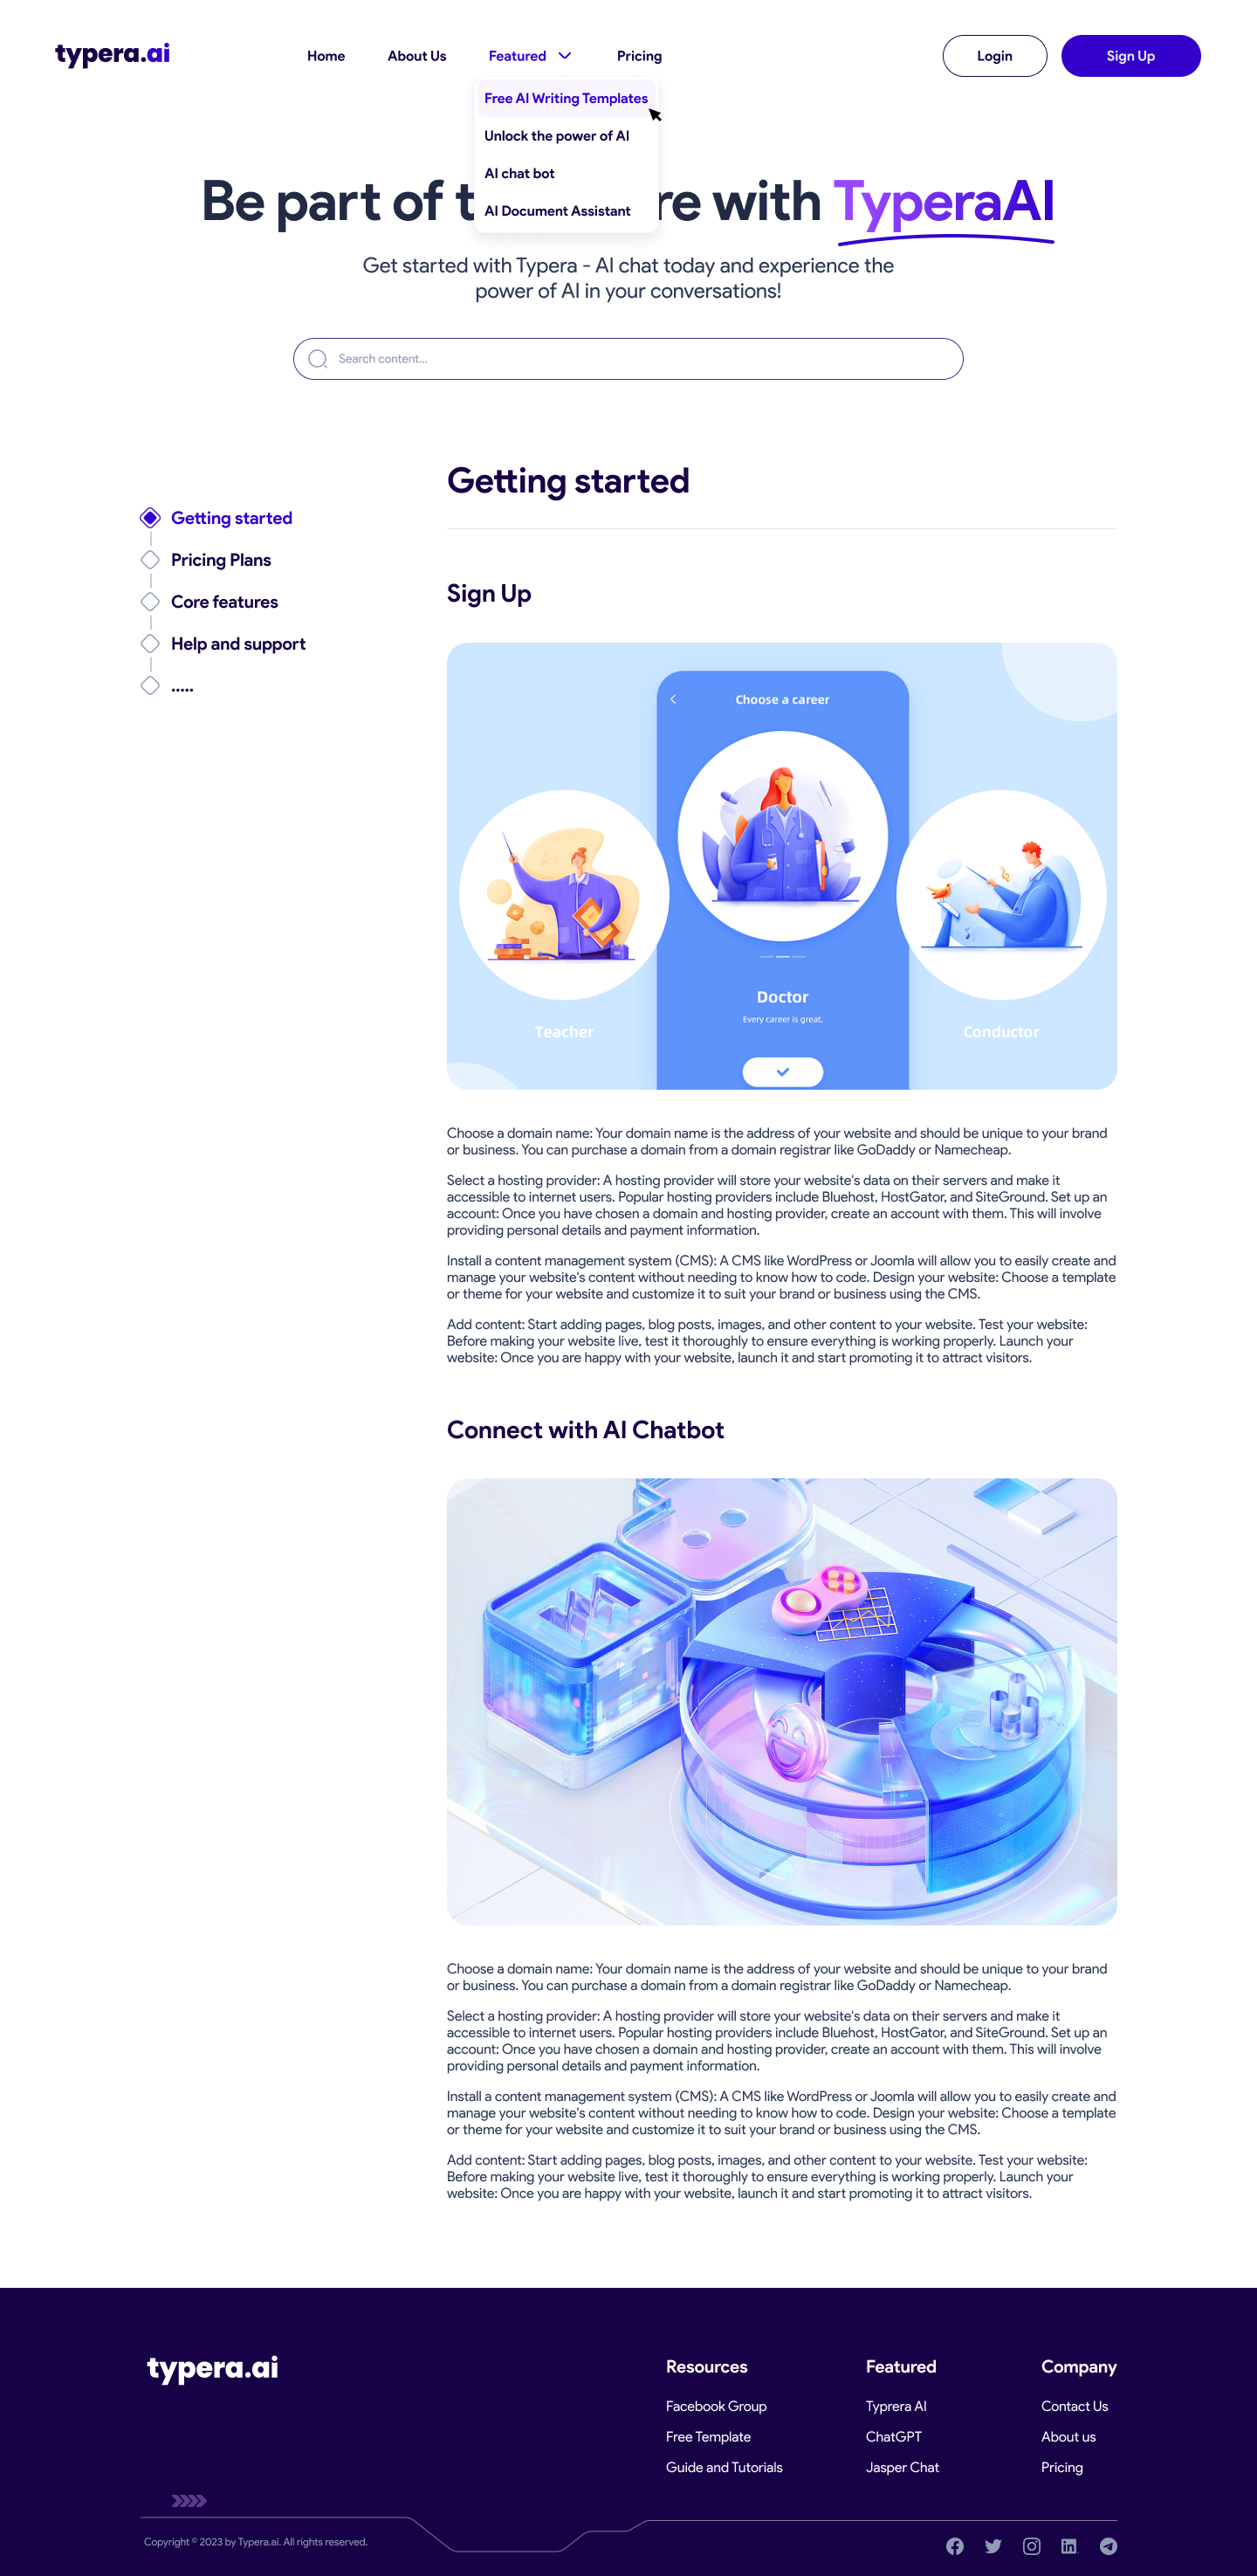 typera.ai
Home
About Us
Featured
Pricing
Login
Sign Up
Free AI Writing Templates
Unlock the power of AI
AI chat bot
AI Document Assistant
Be part of t re with TyperaAI
Get started with Typera - AI chat today and experience the
power of AI in your conversations!
Search content...
Getting started
Pricing Plans
Core features
Help and support
.....
Getting started
Sign Up
Choose a career
Teacher
Doctor
Every career is great.
Conductor
Choose a domain name: Your domain name is the address of your website and should be unique to your brand
or business. You can purchase a domain from a domain registrar like GoDaddy or Namecheap.
Select a hosting provider: A hosting provider will store your website's data on their servers and make it
accessible to internet users. Popular hosting providers include Bluehost, HostGator, and SiteGround. Set up an
account: Once you have chosen a domain and hosting provider, create an account with them. This will involve
providing personal details and payment information.
Install a content management system (CMS): A CMS like WordPress or Joomla will allow you to easily create and
manage your website's content without needing to know how to code. Design your website: Choose a template
or theme for your website and customize it to suit your brand or business using the CMS.
Add content: Start adding pages, blog posts, images, and other content to your website. Test your website:
Before making your website live, test it thoroughly to ensure everything is working properly. Launch your
website: Once you are happy with your website, launch it and start promoting it to attract visitors.
Connect with AI Chatbot
Choose a domain name: Your domain name is the address of your website and should be unique to your brand
or business. You can purchase a domain from a domain registrar like GoDaddy or Namecheap.
Select a hosting provider: A hosting provider will store your website's data on their servers and make it
accessible to internet users. Popular hosting providers include Bluehost, HostGator, and SiteGround. Set up an
account: Once you have chosen a domain and hosting provider, create an account with them. This will involve
providing personal details and payment information.
Install a content management system (CMS): A CMS like WordPress or Joomla will allow you to easily create and
manage your website's content without needing to know how to code. Design your website: Choose a template
or theme for your website and customize it to suit your brand or business using the CMS.
Add content: Start adding pages, blog posts, images, and other content to your website. Test your website:
Before making your website live, test it thoroughly to ensure everything is working properly. Launch your
website: Once you are happy with your website, launch it and start promoting it to attract visitors.
typera.ai
Resources
Facebook Group
Free Template
Guide and Tutorials
Featured
Typrera AI
ChatGPT
Jasper Chat
Company
Contact Us
About us
Pricing
Copyright © 2023 by Typera.ai. All rights reserved.